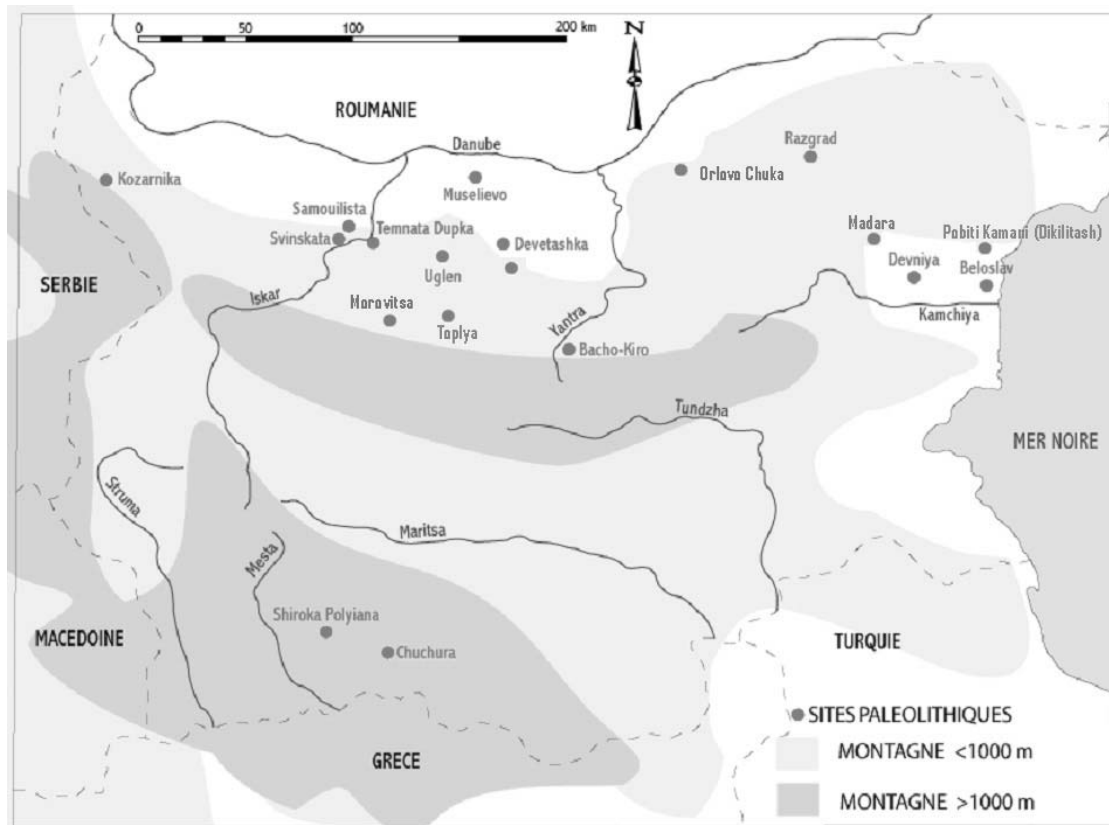 0 50 100 200 km
N
ROUMANIE
Danube
Razgrad
Orlovo Chuka
Kozarnika
Muselievo
Samouilista
Svinskata
Temnata Dupka
Devetashka
Madara
Pobiti Kamani (Dikilitash)
Uglen
Devniya
Beloslav
SERBIE
Iskar
Morovitsa
Toplya
Yantra
Kamchiya
Bacho-Kiro
Tundzha
MER NOIRE
Struma
Maritsa
Mesta
Shiroka Polyiana
Chuchura
MACEDOINE
TURQUIE
GRECE
SITES PALEOLITHIQUES
MONTAGNE <1000 m
MONTAGNE >1000 m